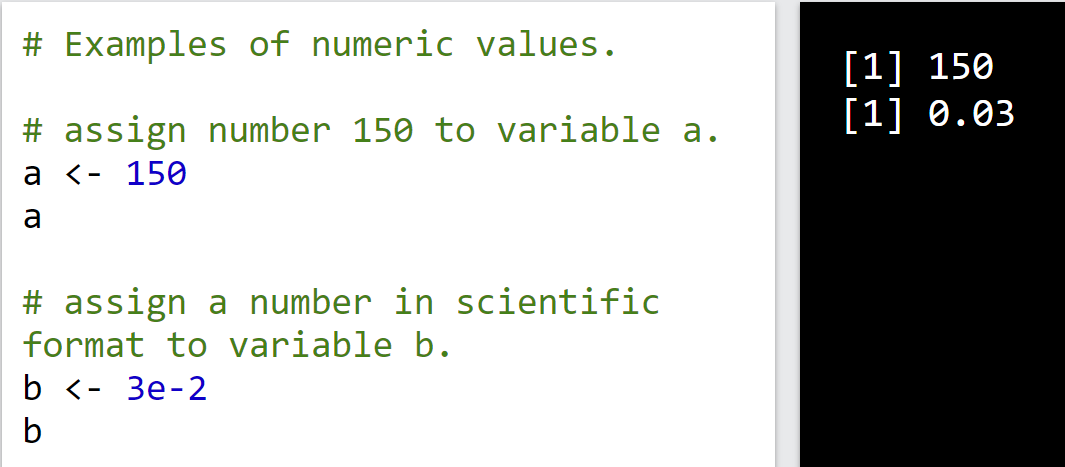 # Examples of numeric values.
# assign number 150 to variable a.
a <- 150
a
# assign a number in scientific
format to variable b.
b <- 3e-2
b
[1] 150
[1] 0.03